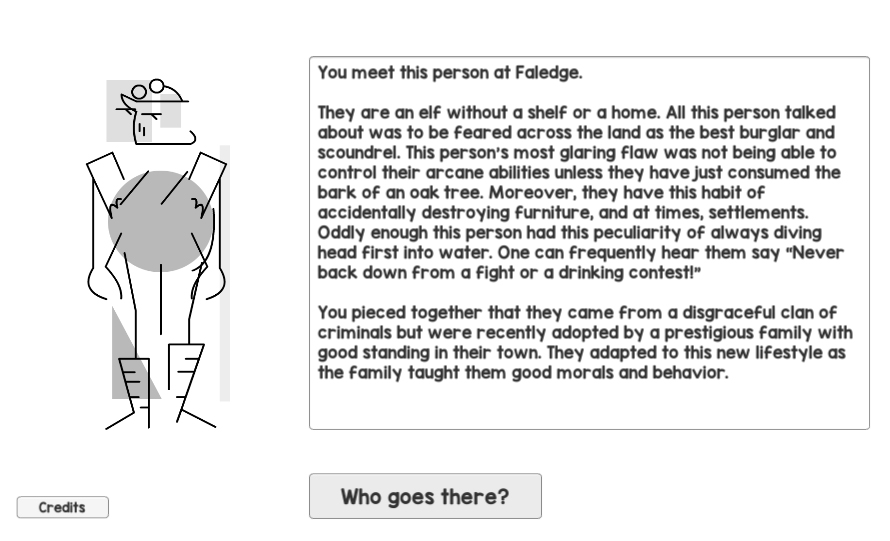 You meet this person at Faledge.
They are an elf without a shelf or a home. All this person talked
about was to be feared across the land as the best burglar and
scoundrel. This person's most glaring flaw was not being able to
control their arcane abilities unless they have just consumed the
bark of an oak tree. Moreover, they have this habit of
accidentally destroying furniture, and at times, settlements.
Oddly enough this person had this peculiarity of always diving
head first into water. One can frequently hear them say “Never
back down from a fight or a drinking contest!”
You pieced together that they came from a disgraceful clan of
criminals but were recently adopted by a prestigious family with
good standing in their town. They adapted to this new lifestyle as
the family taught them good morals and behavior.
Who goes there?
Credits